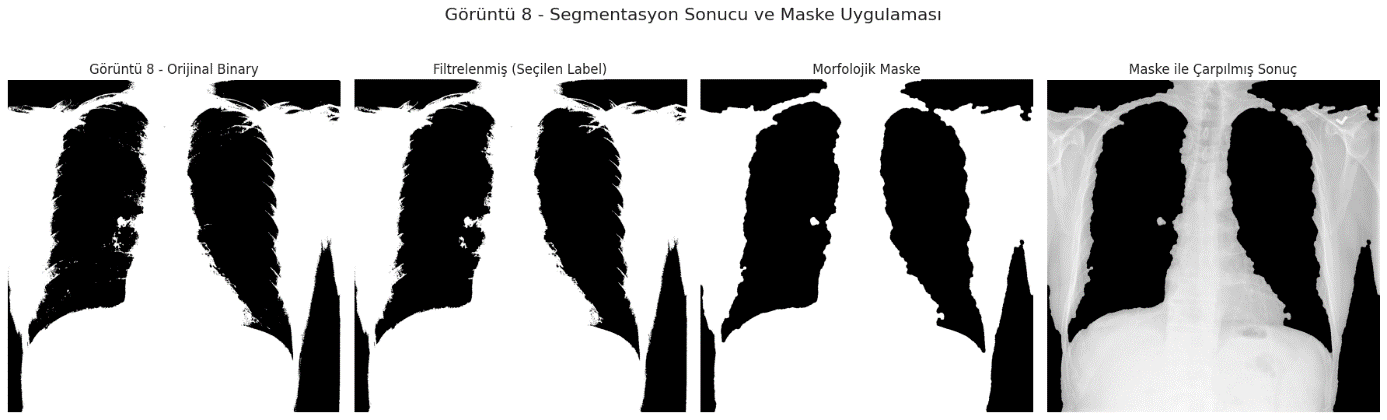 Görüntü 8 - Segmentasyon Sonucu ve Maske Uygulaması
Görüntü 8 - Orijinal Binary
Filtrelenmiş (Seçilen Label)
Morfolojik Maske
Maske ile Çarpılmış Sonuç